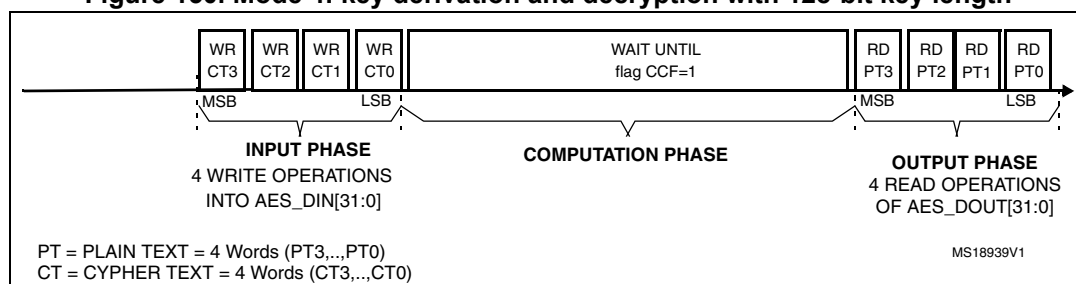 Mode 4: key derivation and decryption with 128-bit key length
WR WR WR WR WAIT UNTIL RD RD RD RD
CT3 CT2 CT1 CT0 flag CCF=1 PT3 PT2 PT1 PT0
MSB LSB MSB LSB
INPUT PHASE
4 WRITE OPERATIONS
INTO AES_DIN[31:0]
COMPUTATION PHASE
OUTPUT PHASE
4 READ OPERATIONS
OF AES_DOUT[31:0]
PT = PLAIN TEXT = 4 Words (PT3,..,PT0)
CT = CYPHER TEXT = 4 Words (CT3,..,CT0)
MS18939V1